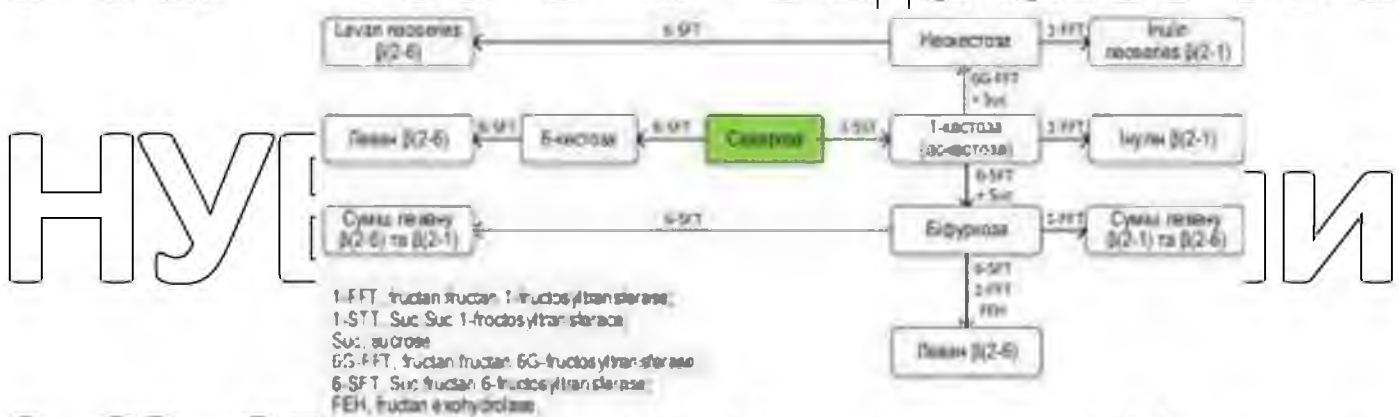 Levan neoseries
β(2-6)
6-SFT
Неокестоза
1-FFT
Inulin
neoseries β(2-1)
6G-FFT
+ Suc
Леван β(2-6)
6-SFT
6-кестоза
6-SFT
Сахароза
1-SST
1-кестоза
1-FFT
Інулін β(2-1)
НУ
И
6-SFT
+ Suc
Суміш левану
β(2-6) та β(2-1)
6-SFT
Біфуркоза
1-FFT
Суміш левану
β(2-1) та β(2-6)
6-SFT
1-FFT
FEH
Леван β(2-6)
1-FFT, fructan fructan 1-fructosyltransferase;
1-STT, Suc Suc 1-froctosyltransferace
Suc, sucrose
6G-FFT, fructan fructan 6G-fructosyltransferase
6-SFT, Suc fructan 6-fructosyltransferase;
FEH, fructan exohydrolase;